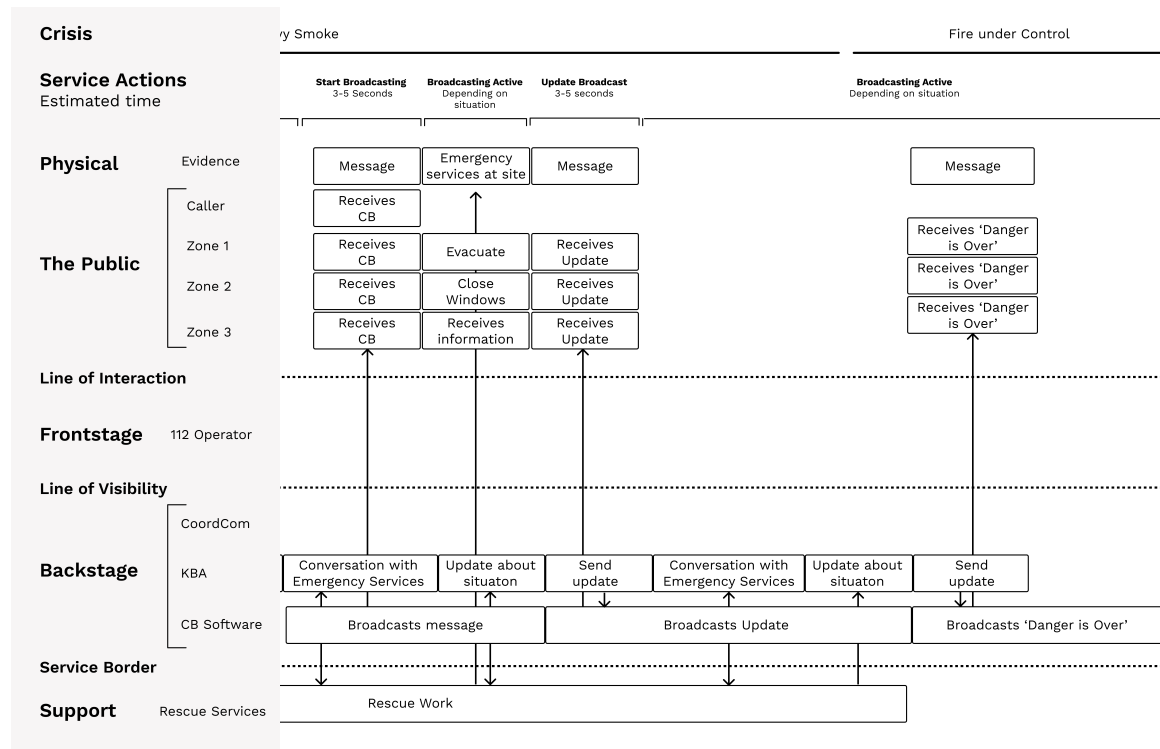 Crisis
Smoke
Fire under Control
Service Actions
Estimated time
Start Broadcasting
3-5 Seconds
Broadcasting Active
Depending on
situation
Update Broadcast
3-5 seconds
Broadcasting Active
Depending on situation
Physical
Evidence
Message
Emergency
services at site
Message
Message
The Public
Caller
Receives
CB
Zone 1
Receives
CB
Evacuate
Receives
Update
Receives ‘Danger
is Over’
Zone 2
Receives
CB
Close
Windows
Receives
Update
Receives ‘Danger
is Over’
Zone 3
Receives
CB
Receives
information
Receives
Update
Receives ‘Danger
is Over’
Line of Interaction
Frontstage
112 Operator
Line of Visibility
Backstage
CoordCom
KBA
Conversation with
Emergency Services
Update about
situaton
Send
update
Conversation with
Emergency Services
Update about
situaton
Send
update
CB Software
Broadcasts message
Broadcasts Update
Broadcasts ‘Danger is Over’
Service Border
Support
Rescue Services
Rescue Work